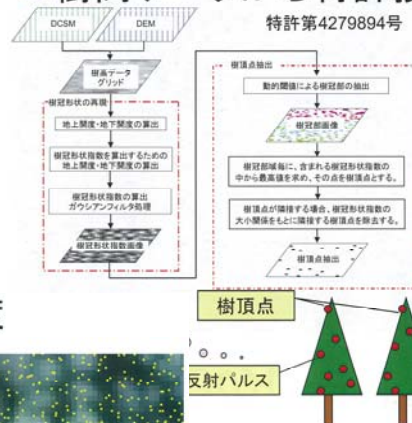 特許第4279894号
DCSM
DEM
樹高データ
グリッド
樹冠形状の再現
地上開度・地下開度の算出
樹冠形状指数を算出するための
地上開度・地下開度の算出
樹冠形状指数の算出
ガウシアンフィルタ処理
樹冠形状指数画像
樹頂点抽出
動的閾値による樹冠部の抽出
樹冠部画像
樹冠部域毎に、含まれる樹冠形状指数の
中から最高値を求め、その点を樹頂点とする。
樹頂点が隣接する場合、樹冠形状指数の
大小関係をもとに隣接する樹頂点を除去する。
樹頂点抽出
樹頂点
反射パルス